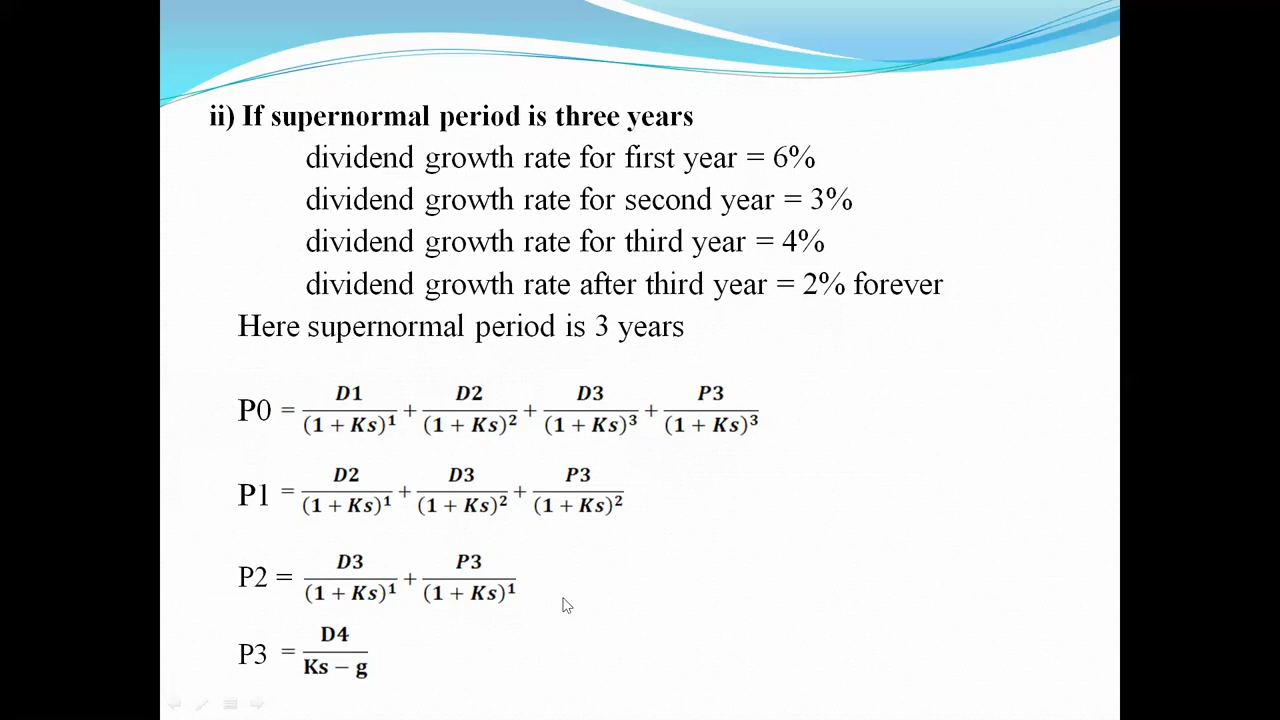 ii) If supernormal period is three years
dividend growth rate for first year = 6%
dividend growth rate for second year = 3%
dividend growth rate for third year = 4%
dividend growth rate after third year = 2% forever
Here supernormal period is 3 years
P0 = D1/(1 + Ks)^1 + D2/(1 + Ks)^2 + D3/(1 + Ks)^3 + P3/(1 + Ks)^3
P1 = D2/(1 + Ks)^1 + D3/(1 + Ks)^2 + P3/(1 + Ks)^2
P2 = D3/(1 + Ks)^1 + P3/(1 + Ks)^1
P3 = D4/Ks − g